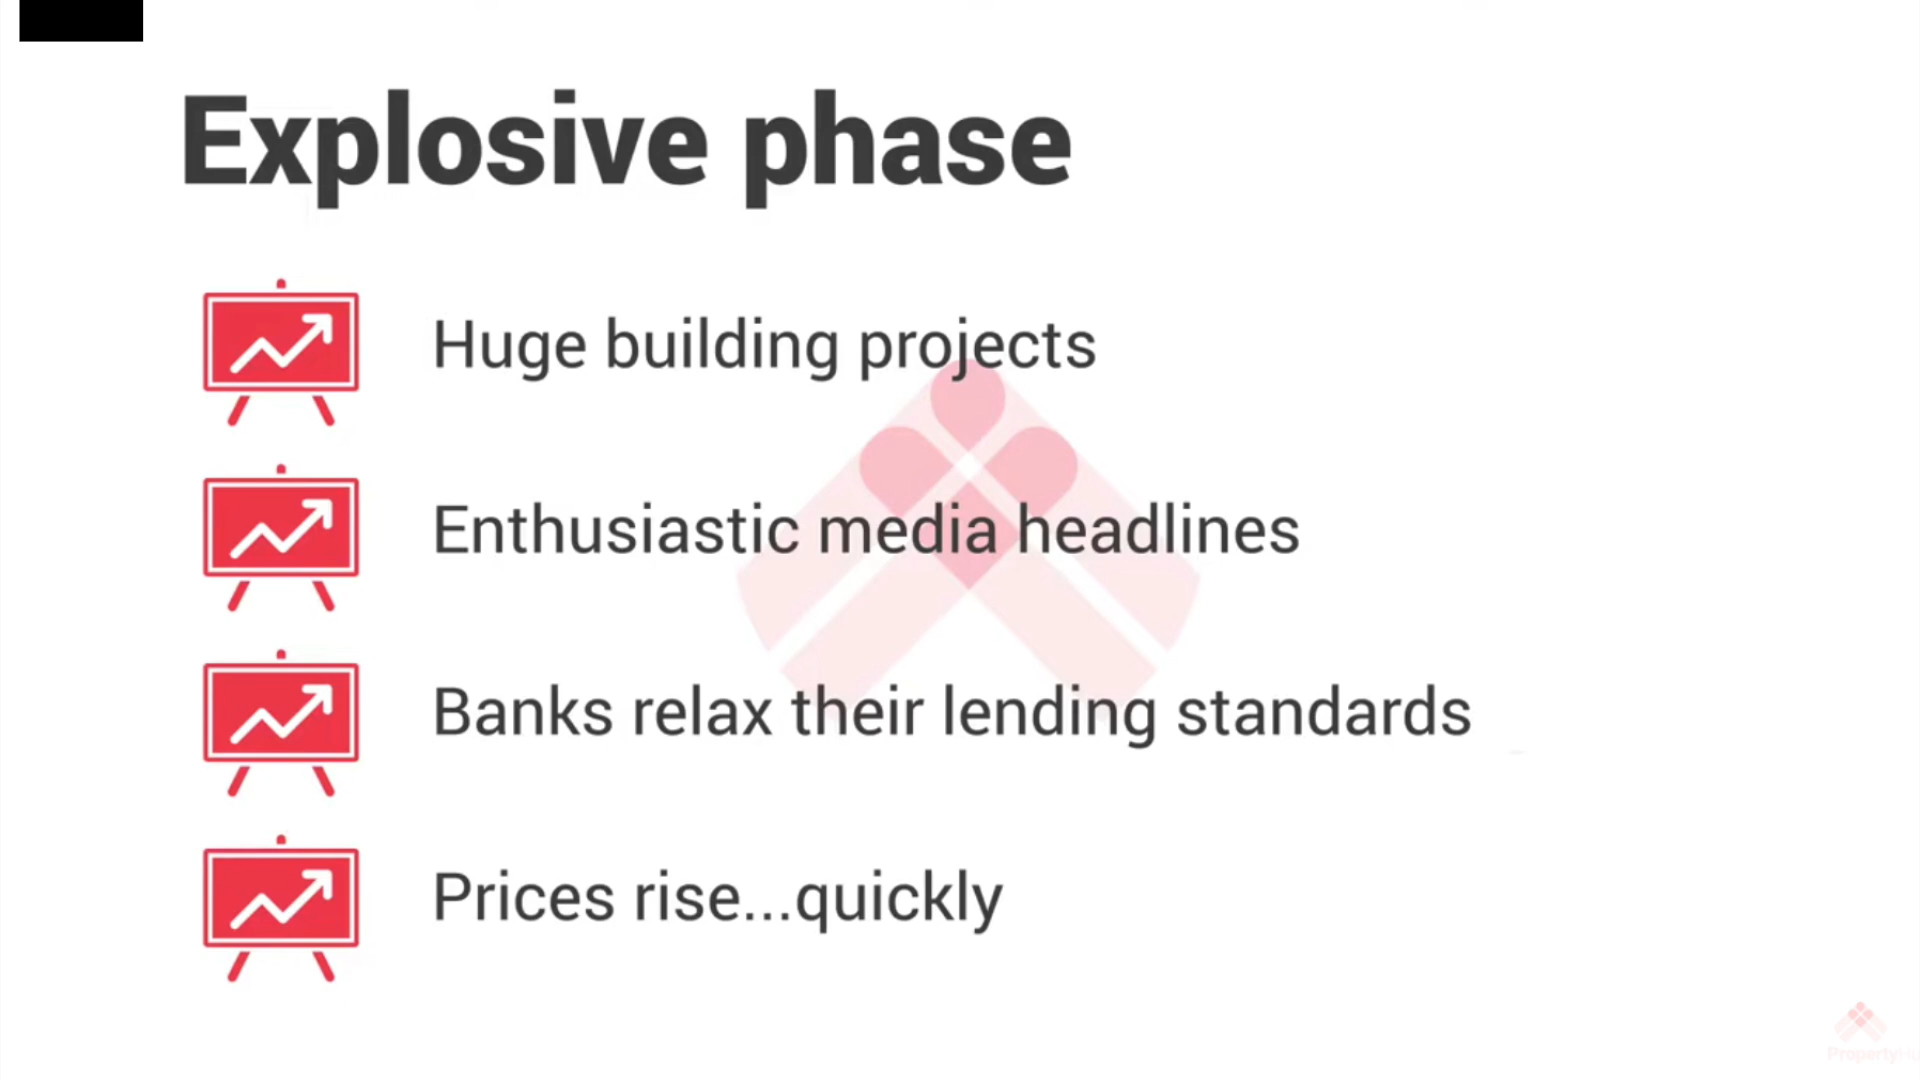 Explosive phase
Huge building projects
Enthusiastic media headlines
Banks relax their lending standards
Prices rise...quickly